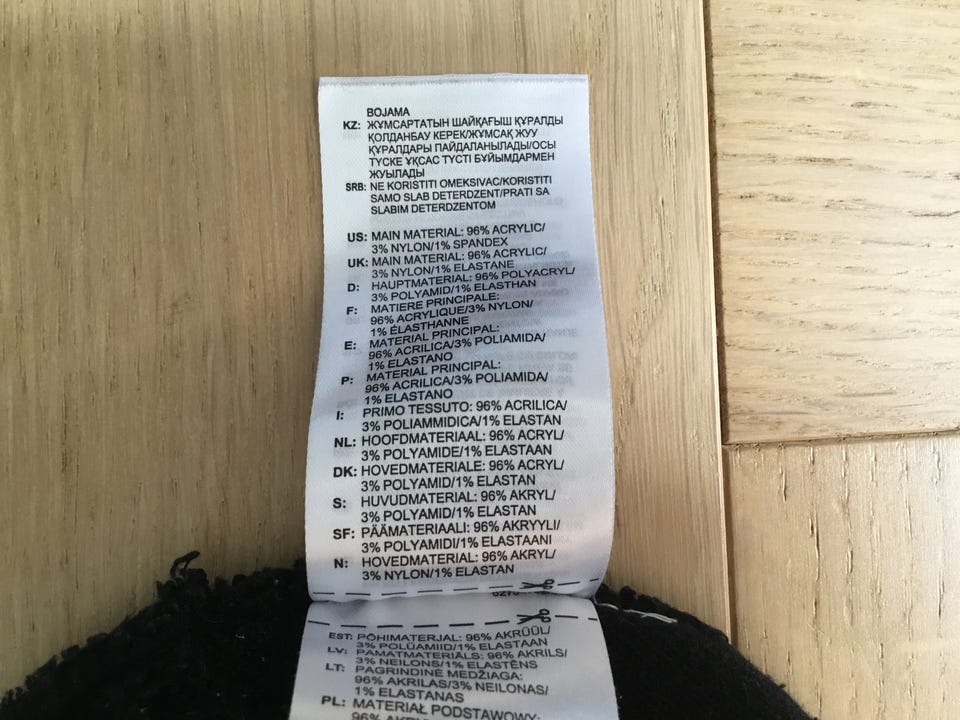 BOJAMA
KZ: ЖҰМСАРТАТЫН ШАЙҚАҒЫШ ҚҰРАЛДЫ
ҚОЛДАНБАУ КЕРЕК/ЖҰМСАҚ ЖУУ
ҚҰРАЛДАРЫ ПАЙДАЛАНЫЛАДЫ/ОСЫ
ТҮСКЕ ҰҚСАС ТҮСТІ БҰЙЫМДАРМЕН
ЖУЫЛАДЫ
SRB: NE KORISTITI OMEKSIVAC/KORISTITI
SAMO SLAB DETERDZENT/PRATI SA
SLABIM DETERDZENTOM
US: MAIN MATERIAL: 96% ACRYLIC/
3% NYLON/1% SPANDEX
UK: MAIN MATERIAL: 96% ACRYLIC/
3% NYLON/1% ELASTANE
D: HAUPTMATERIAL: 96% POLYACRYL/
3% POLYAMID/1% ELASTHAN
F: MATIERE PRINCIPALE:
96% ACRYLIQUE/3% NYLON/
1% ÉLASTHANNE
E: MATERIAL PRINCIPAL:
96% ACRILICA/3% POLIAMIDA/
1% ELASTANO
P: MATERIAL PRINCIPAL:
96% ACRILICA/3% POLIAMIDA/
1% ELASTANO
I: PRIMO TESSUTO: 96% ACRILICA/
3% POLIAMMIDICA/1% ELASTAN
NL: HOOFDMATERIAAL: 96% ACRYL/
3% POLYAMIDE/1% ELASTAAN
DK: HOVEDMATERIALE: 96% ACRYL/
3% POLYAMID/1% ELASTAN
S: HUVUDMATERIAL: 96% AKRYL/
3% POLYAMID/1% ELASTAN
SF: PÄÄMATERIAALI: 96% AKRYYLI/
3% POLYAMIDI/1% ELASTAANI
N: HOVEDMATERIAL: 96% AKRYL/
3% NYLON/1% ELASTAN
EST: PÕHIMATERJAL: 96% AKRÜÜL/
3% POLÜAMIID/1% ELASTAAN
LV: PAMATMATERIĀLS: 96% AKRILS/
3% NEILONS/1% ELASTĒNS
LT: PAGRINDINĖ MEDŽIAGA:
96% AKRILAS/3% NEILONAS/
1% ELASTANAS
PL: MATERIAŁ PODSTAWOWY: